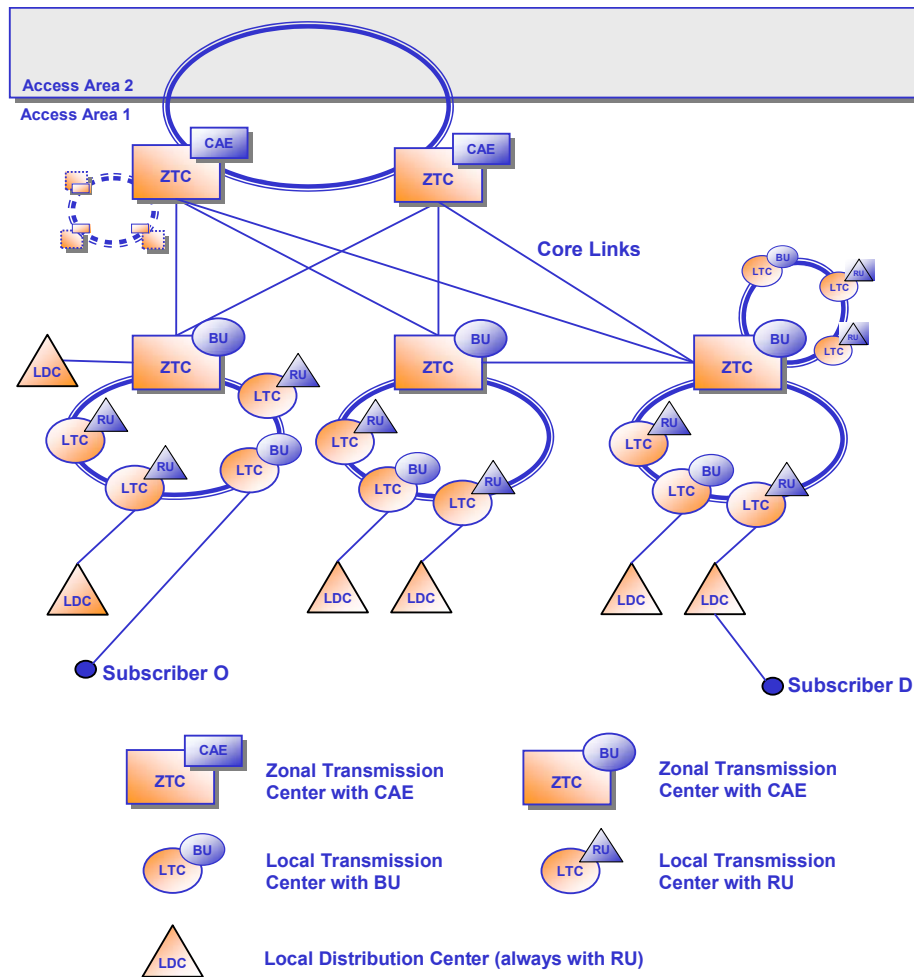 Access Area 2
Access Area 1
CAE
ZTC
CAE
ZTC
Core Links
BU
LTC
LTC
RU
LTC
RU
BU
ZTC
BU
ZTC
BU
ZTC
LDC
RU
LTC
RU
LTC
RU
LTC
BU
LTC
RU
LTC
BU
LTC
RU
LTC
RU
LTC
BU
LTC
RU
LTC
LDC
LDC
LDC
LDC
LDC
Subscriber O
Subscriber D
CAE
ZTC
Zonal Transmission
Center with CAE
BU
ZTC
Zonal Transmission
Center with CAE
BU
LTC
Local Transmission
Center with BU
RU
LTC
Local Transmission
Center with RU
LDC
Local Distribution Center (always with RU)